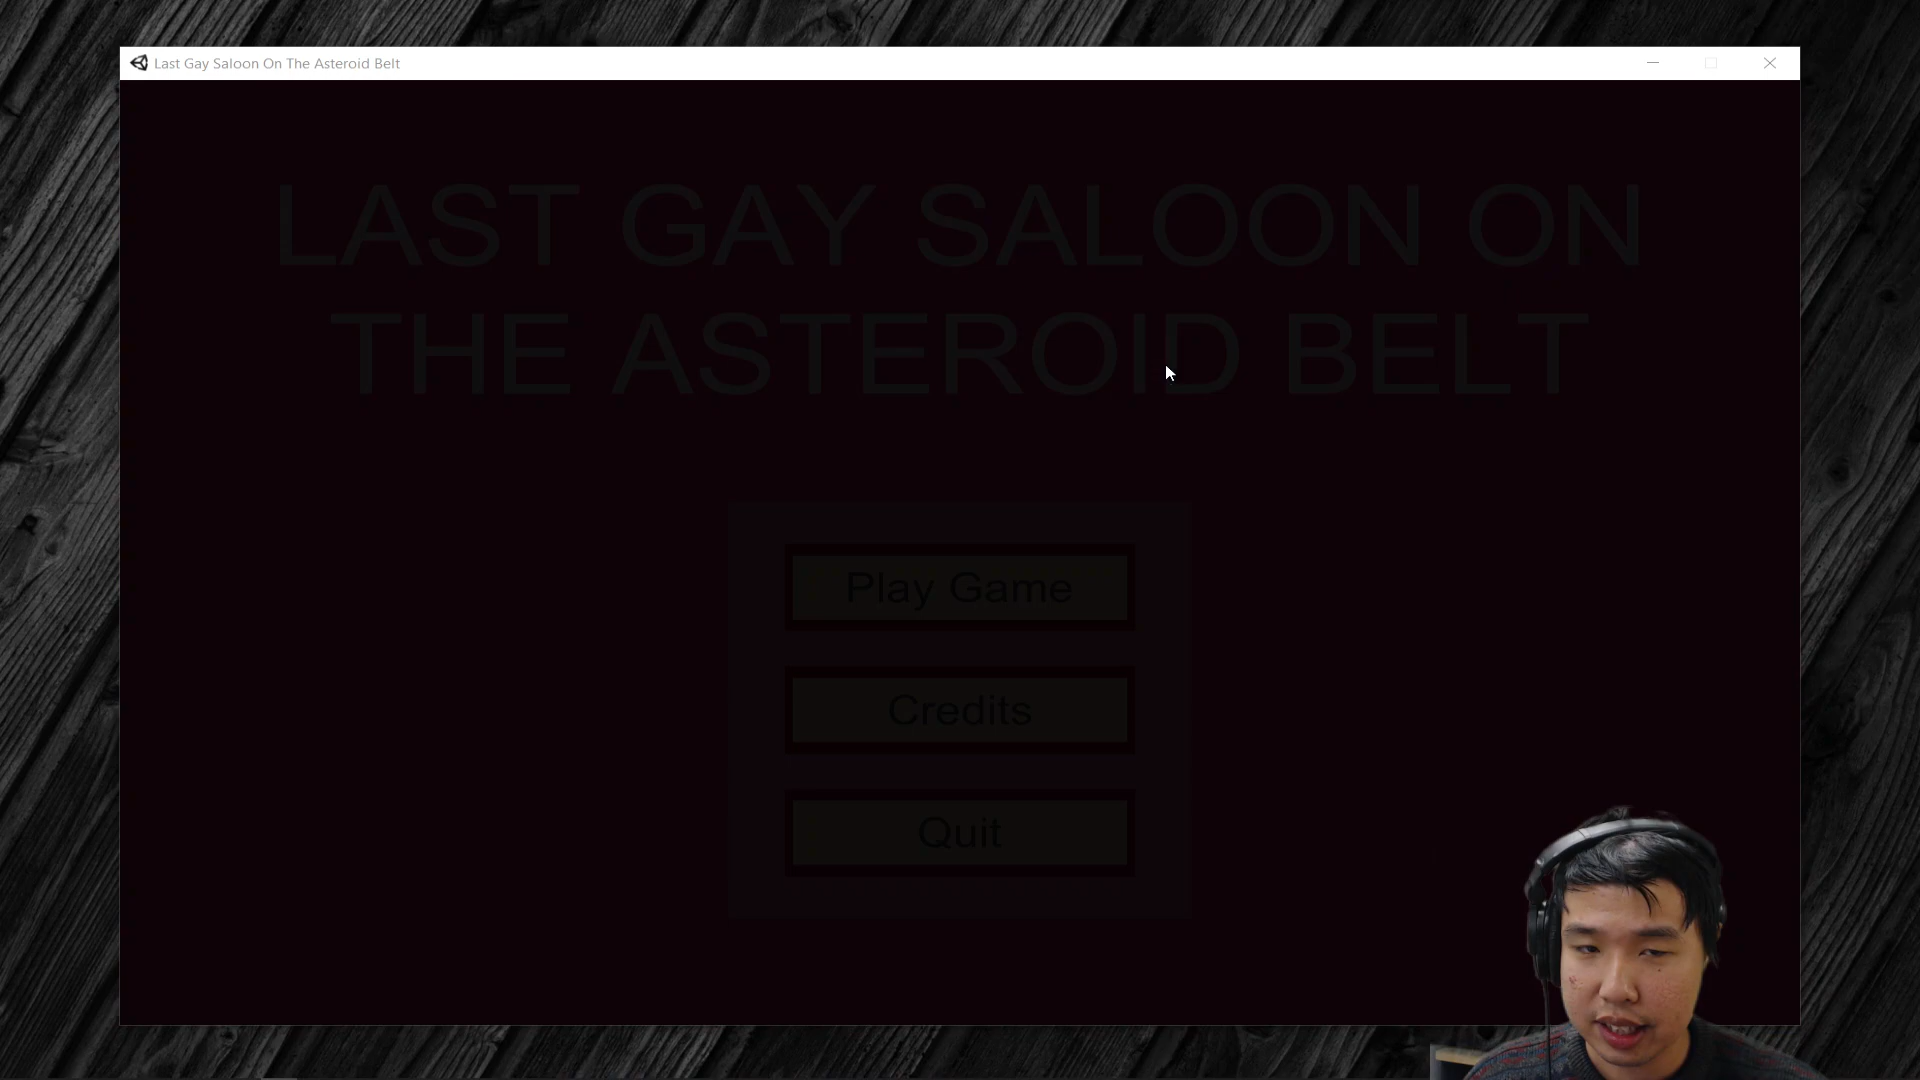 Last Gay Saloon On The Asteroid Belt
LAST GAY SALOON ON
THE ASTEROID BELT
Play Game
Credits
Quit